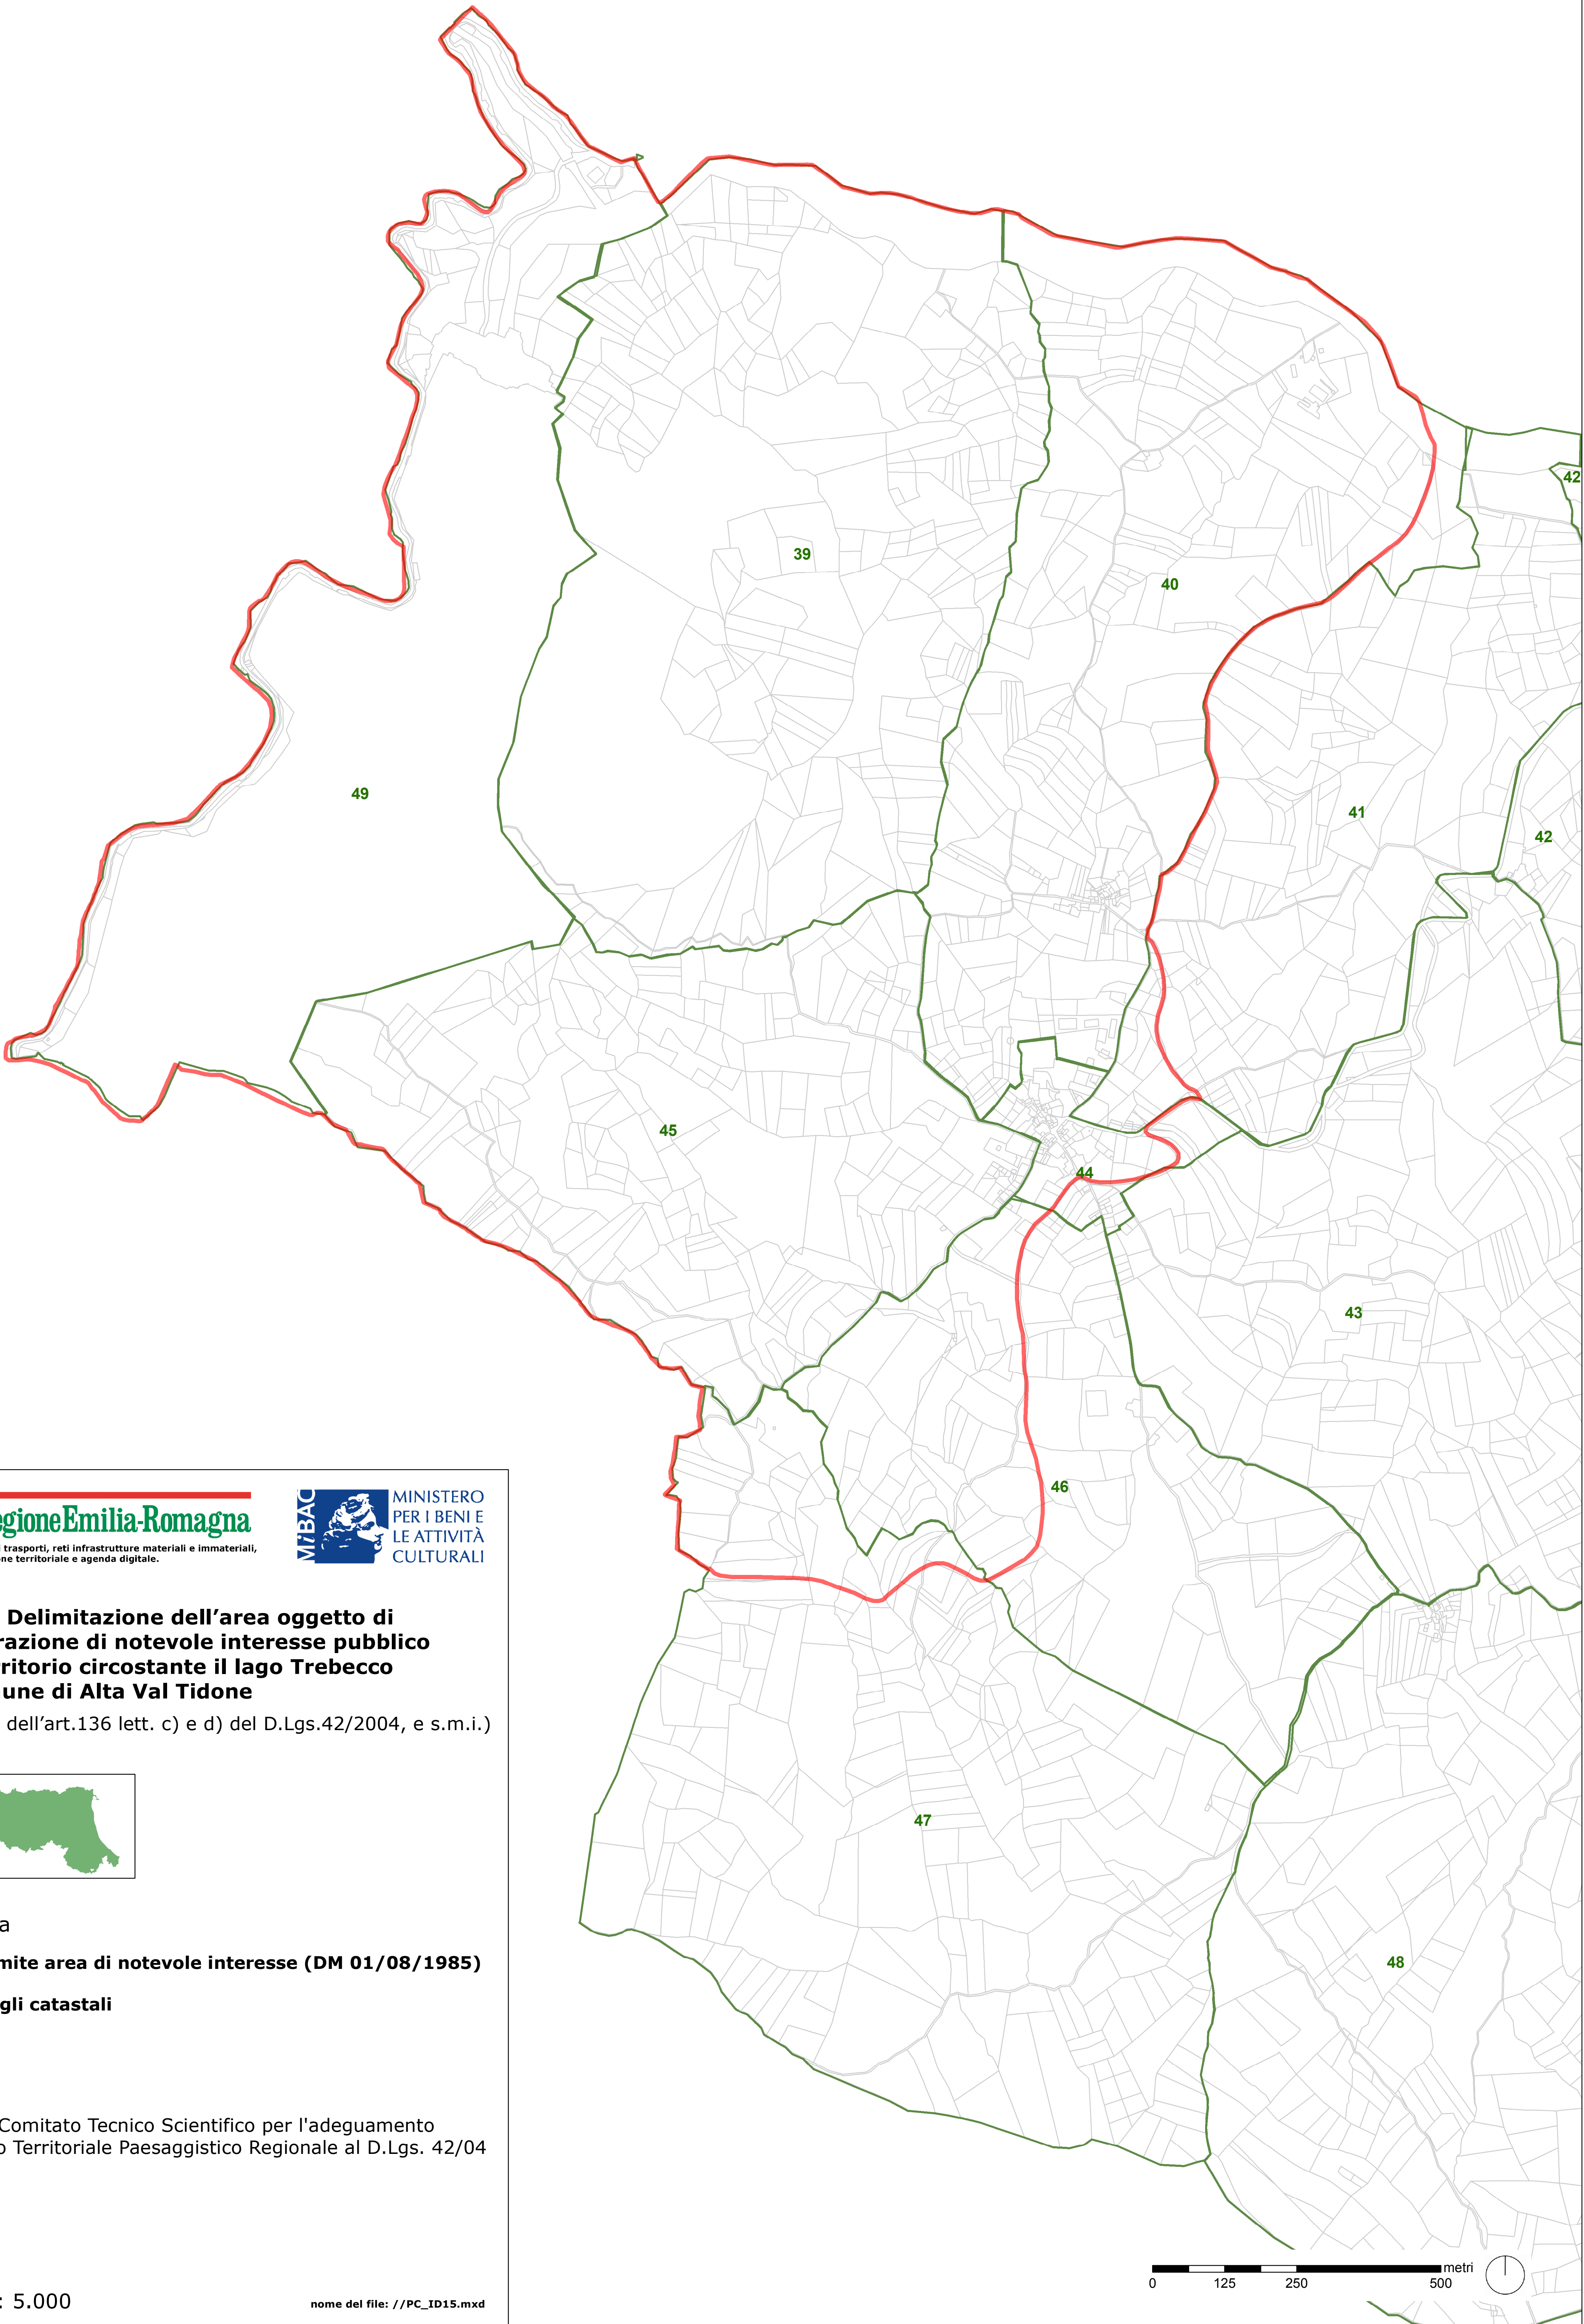 42
39
40
49
41
42
45
44
43
46
egioneEmilia-Romagna
i trasporti, reti infrastrutture materiali e immateriali,
one territoriale e agenda digitale.
MiBAC
MINISTERO
PER I BENI E
LE ATTIVITÀ
CULTURALI
Delimitazione dell’area oggetto di
razione di notevole interesse pubblico
rritorio circostante il lago Trebecco
une di Alta Val Tidone
dell’art.136 lett. c) e d) del D.Lgs.42/2004, e s.m.i.)
47
a
mite area di notevole interesse (DM 01/08/1985)
48
gli catastali
Comitato Tecnico Scientifico per l'adeguamento
o Territoriale Paesaggistico Regionale al D.Lgs. 42/04
metri
0 125 250 500
: 5.000
nome del file: //PC_ID15.mxd